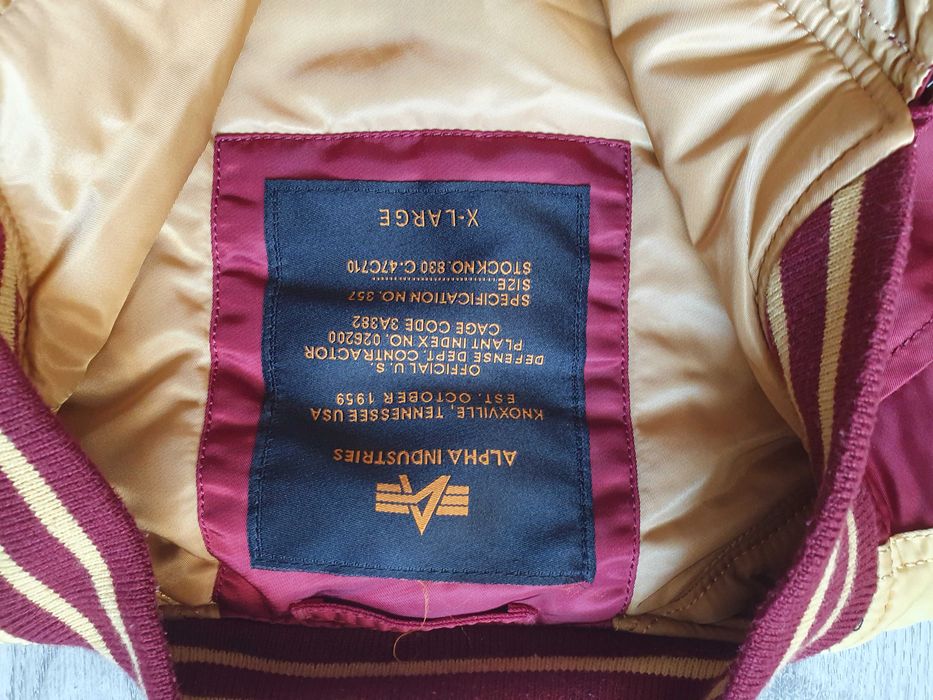 ALPHA INDUSTRIES
KNOXVILLE, TENNESSEE USA
EST. OCTOBER 1959
OFFICIAL U.S.
DEFENSE DEPT. CONTRACTOR
PLANT INDEX NO. 026200
CAGE CODE 3A382
SPECIFICATION NO. 357
SIZE
STOCKNO. 830 C.47C710
X-LARGE